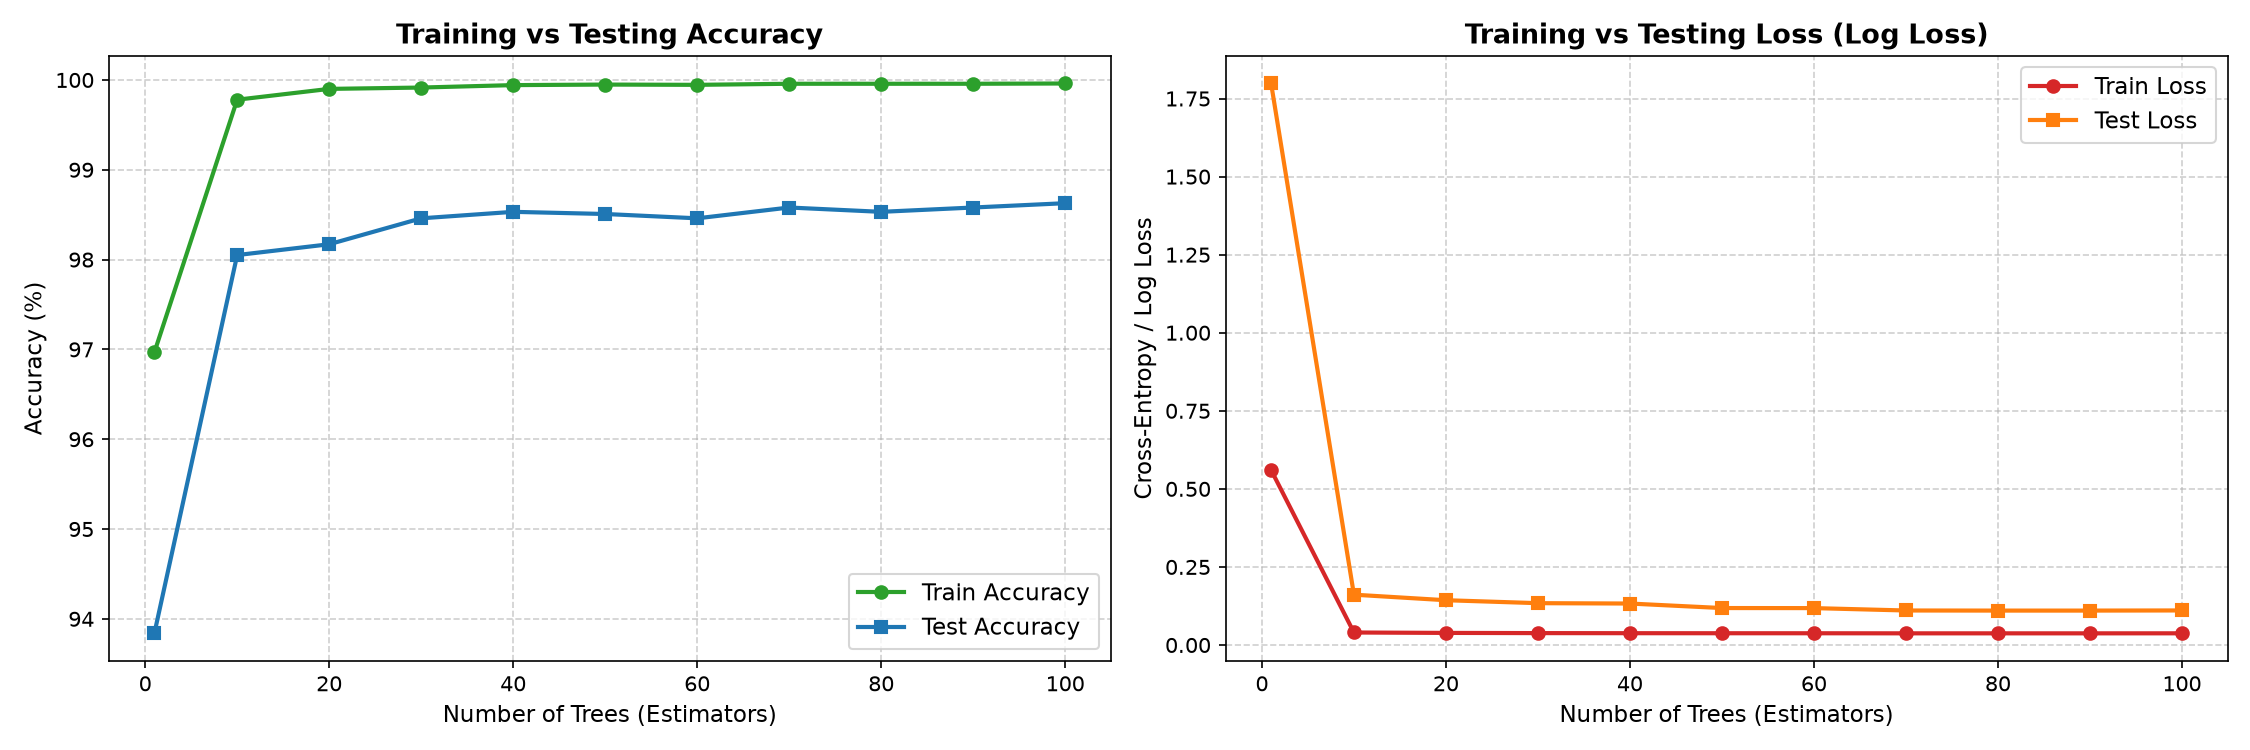 Training vs Testing Accuracy
Accuracy (%)
100
99
98
97
96
95
94
Train Accuracy
Test Accuracy
0 20 40 60 80 100
Number of Trees (Estimators)
Training vs Testing Loss (Log Loss)
Cross-Entropy / Log Loss
1.75
1.50
1.25
1.00
0.75
0.50
0.25
0.00
Train Loss
Test Loss
0 20 40 60 80 100
Number of Trees (Estimators)